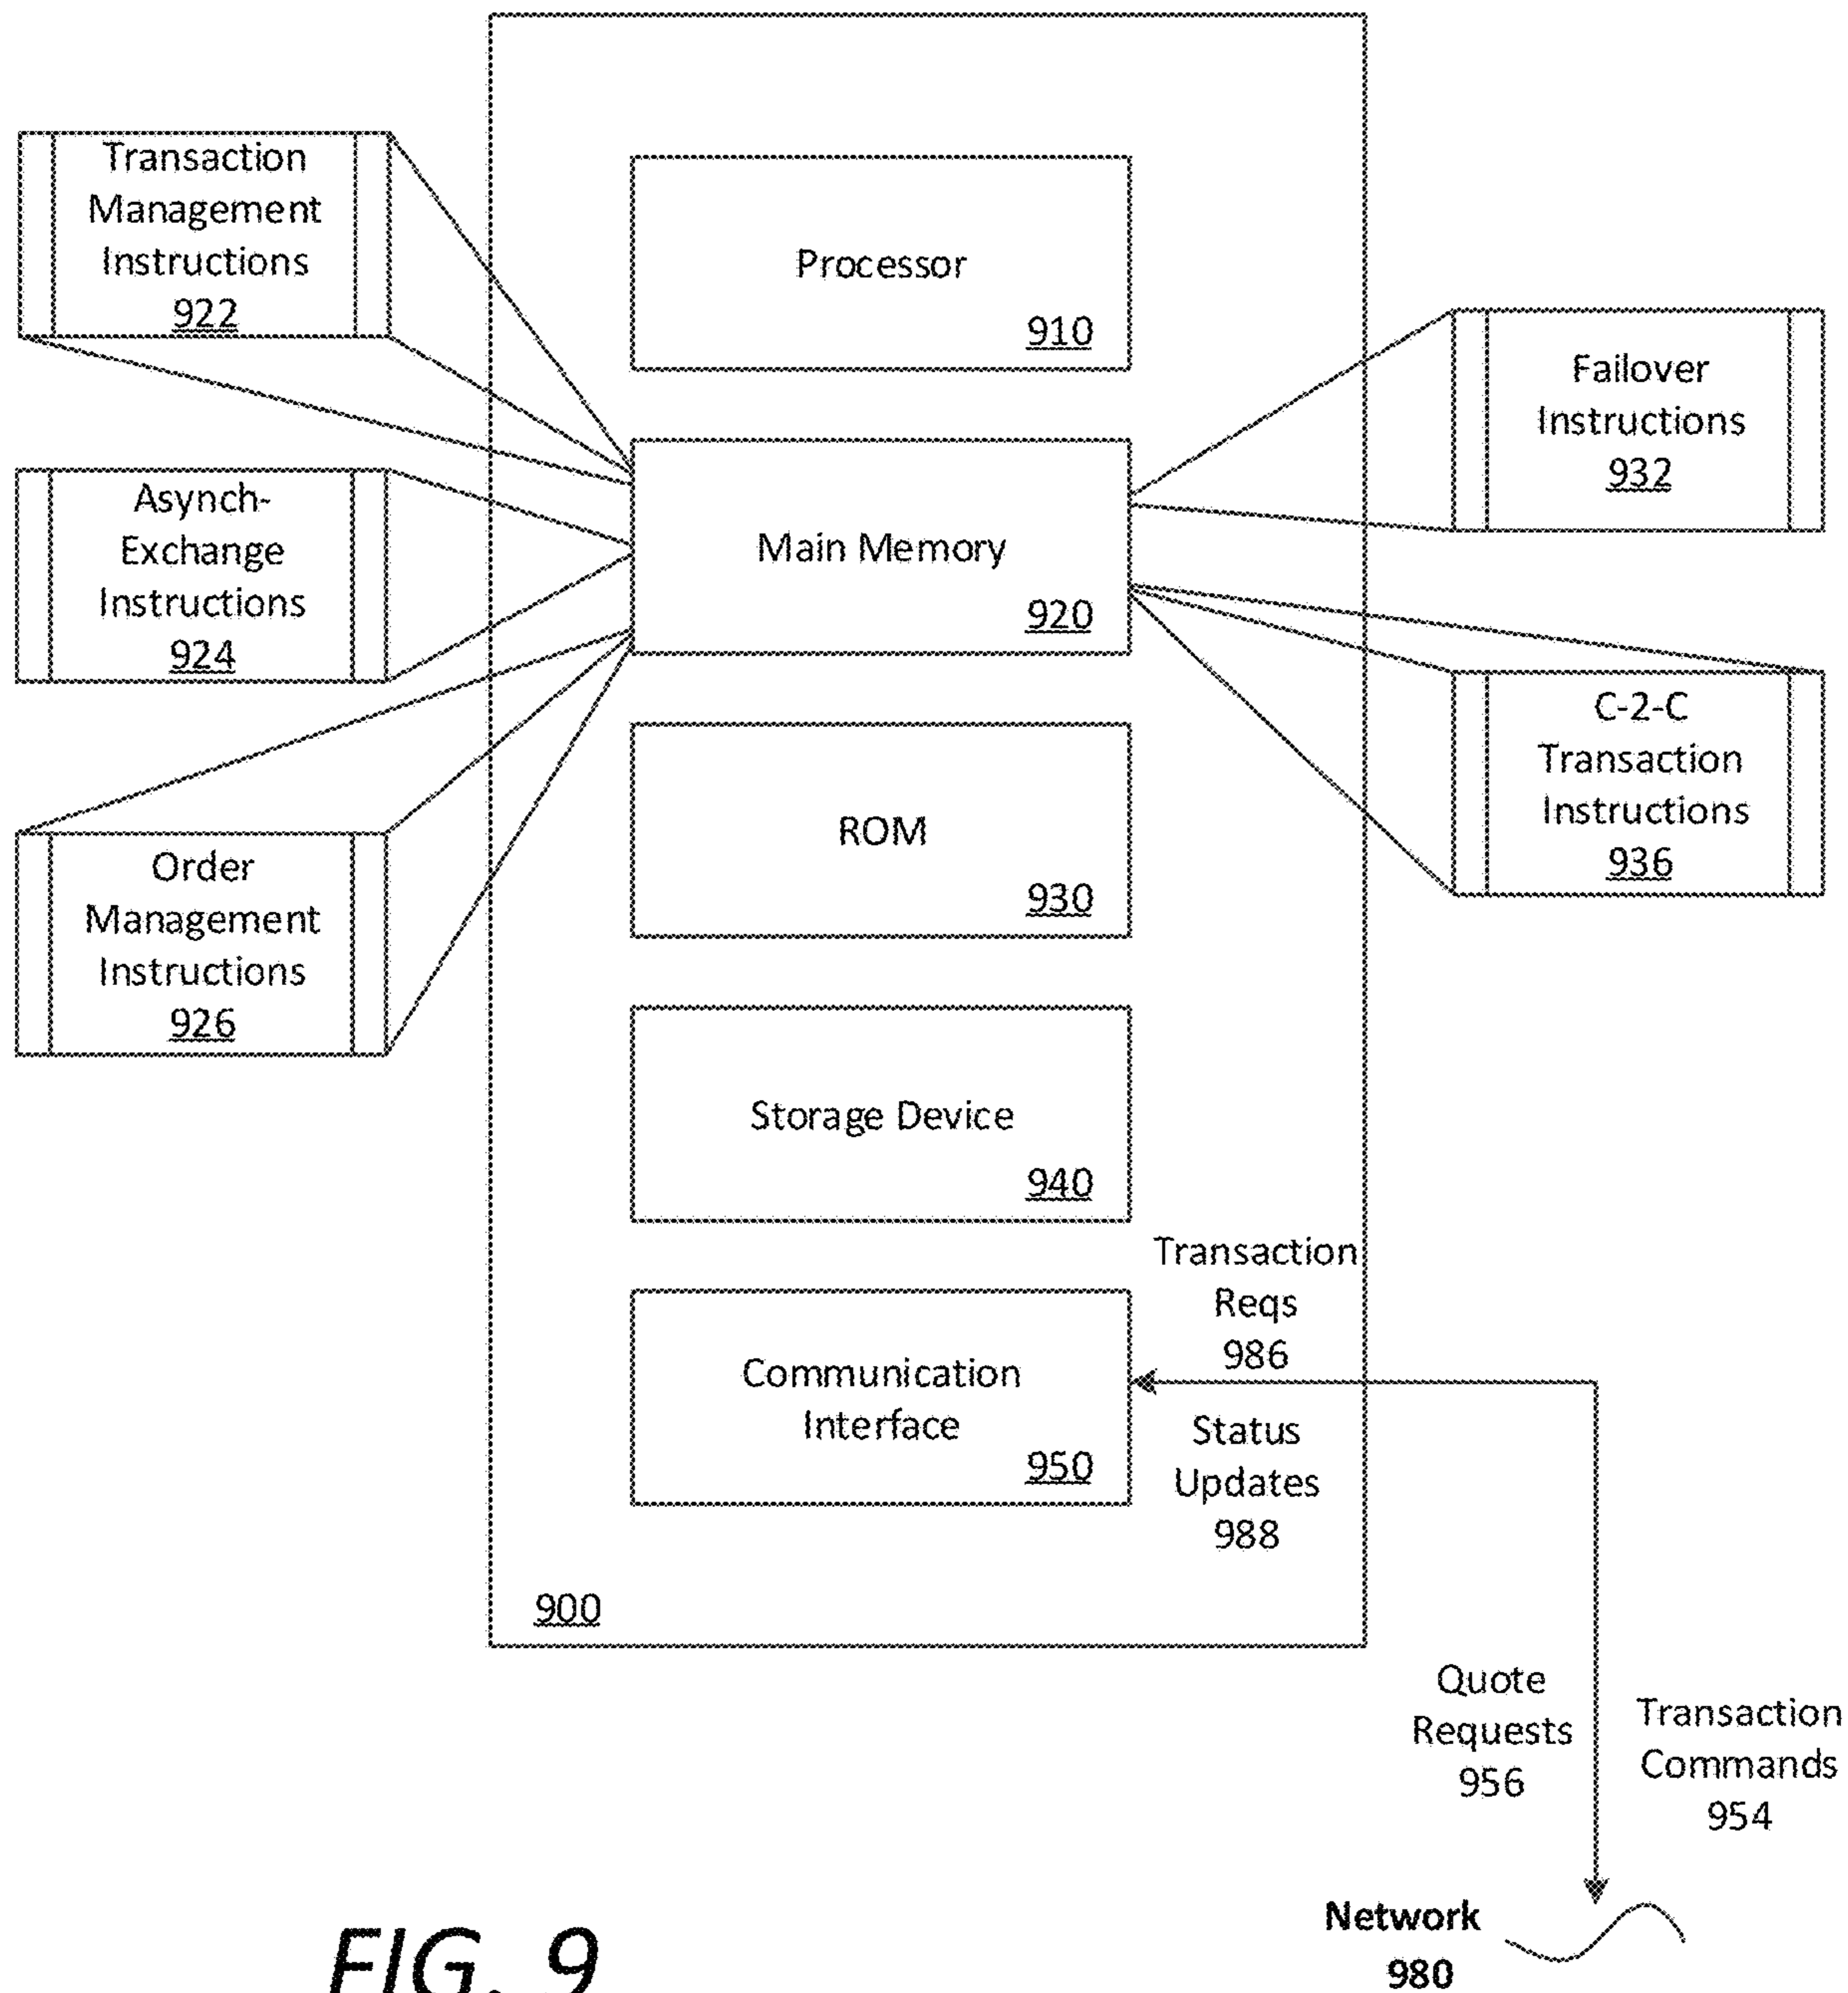 Transaction
Management
Instructions
922
Processor
910
Failover
Instructions
932
Asynch-
Exchange
Instructions
924
Main Memory
920
C-2-C
Transaction
Instructions
936
ROM
930
Order
Management
Instructions
926
Storage Device
940
Transaction
Reqs
986
Communication
Interface
950
Status
Updates
988
900
Quote
Requests
956
Transaction
Commands
954
Network
980
FIG. 9